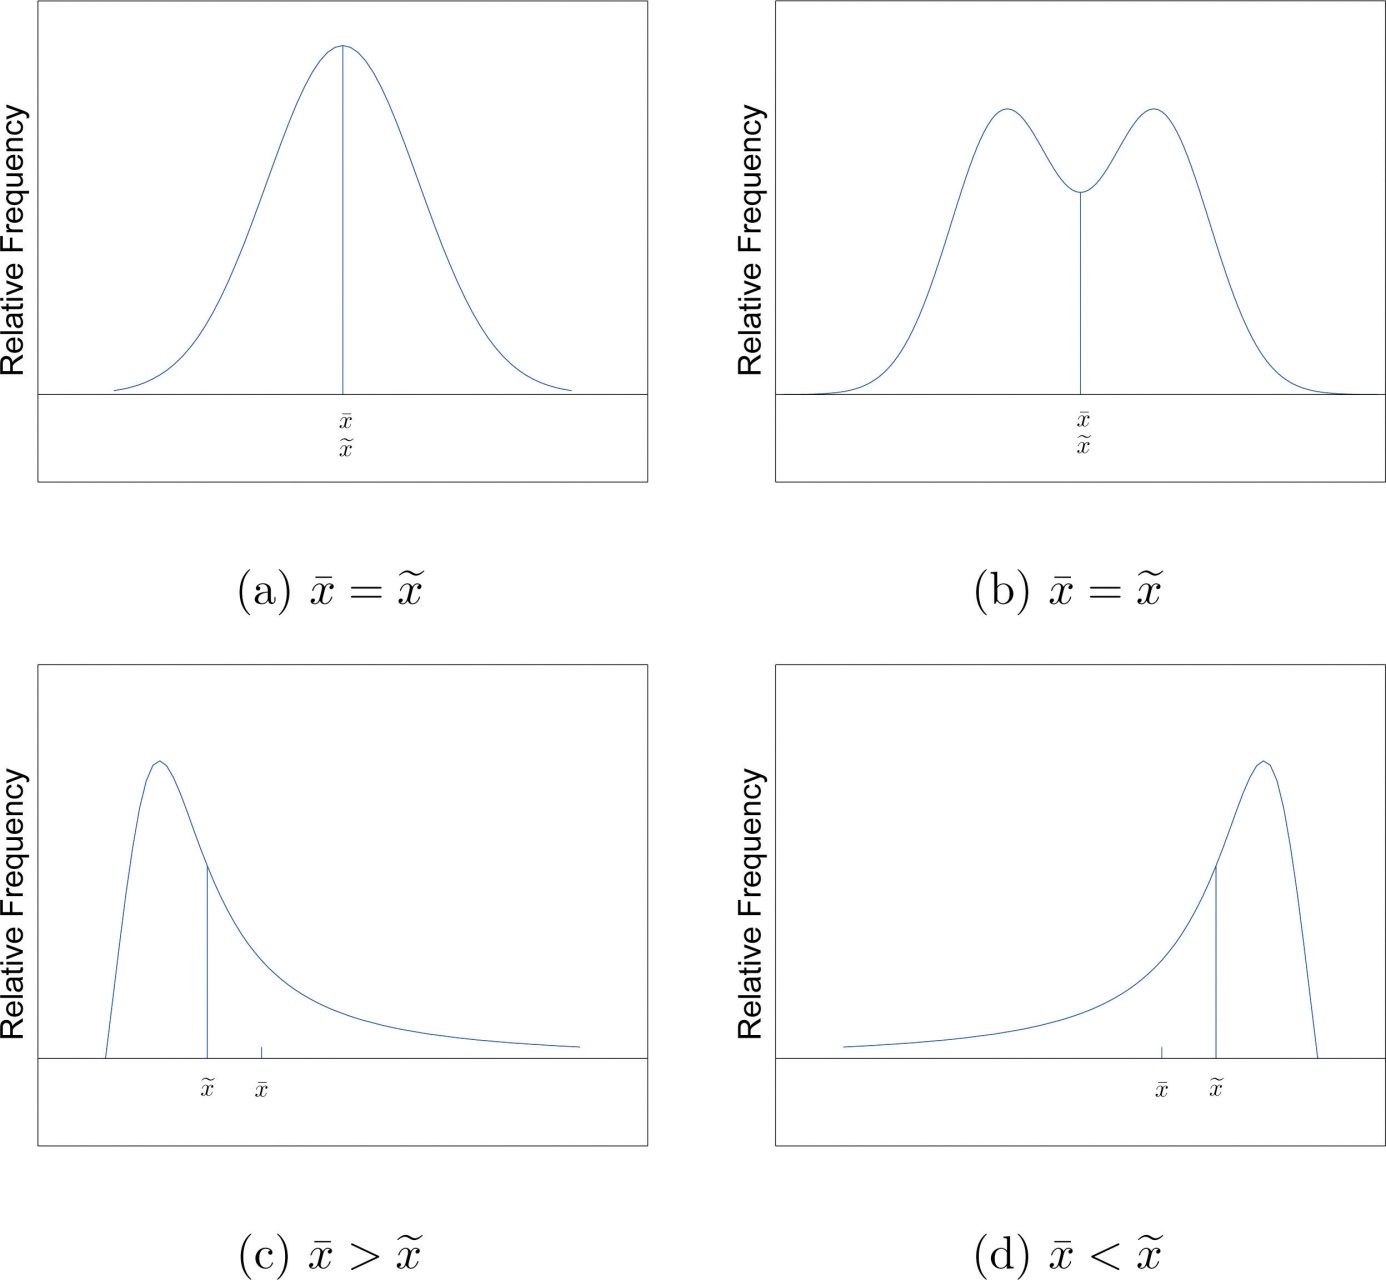 Relative Frequency
x̄
x̃
(a) x̄ = x̃
Relative Frequency
x̄
x̃
(b) x̄ = x̃
Relative Frequency
x̃ x̄
(c) x̄ > x̃
Relative Frequency
x̄ x̃
(d) x̄ < x̃